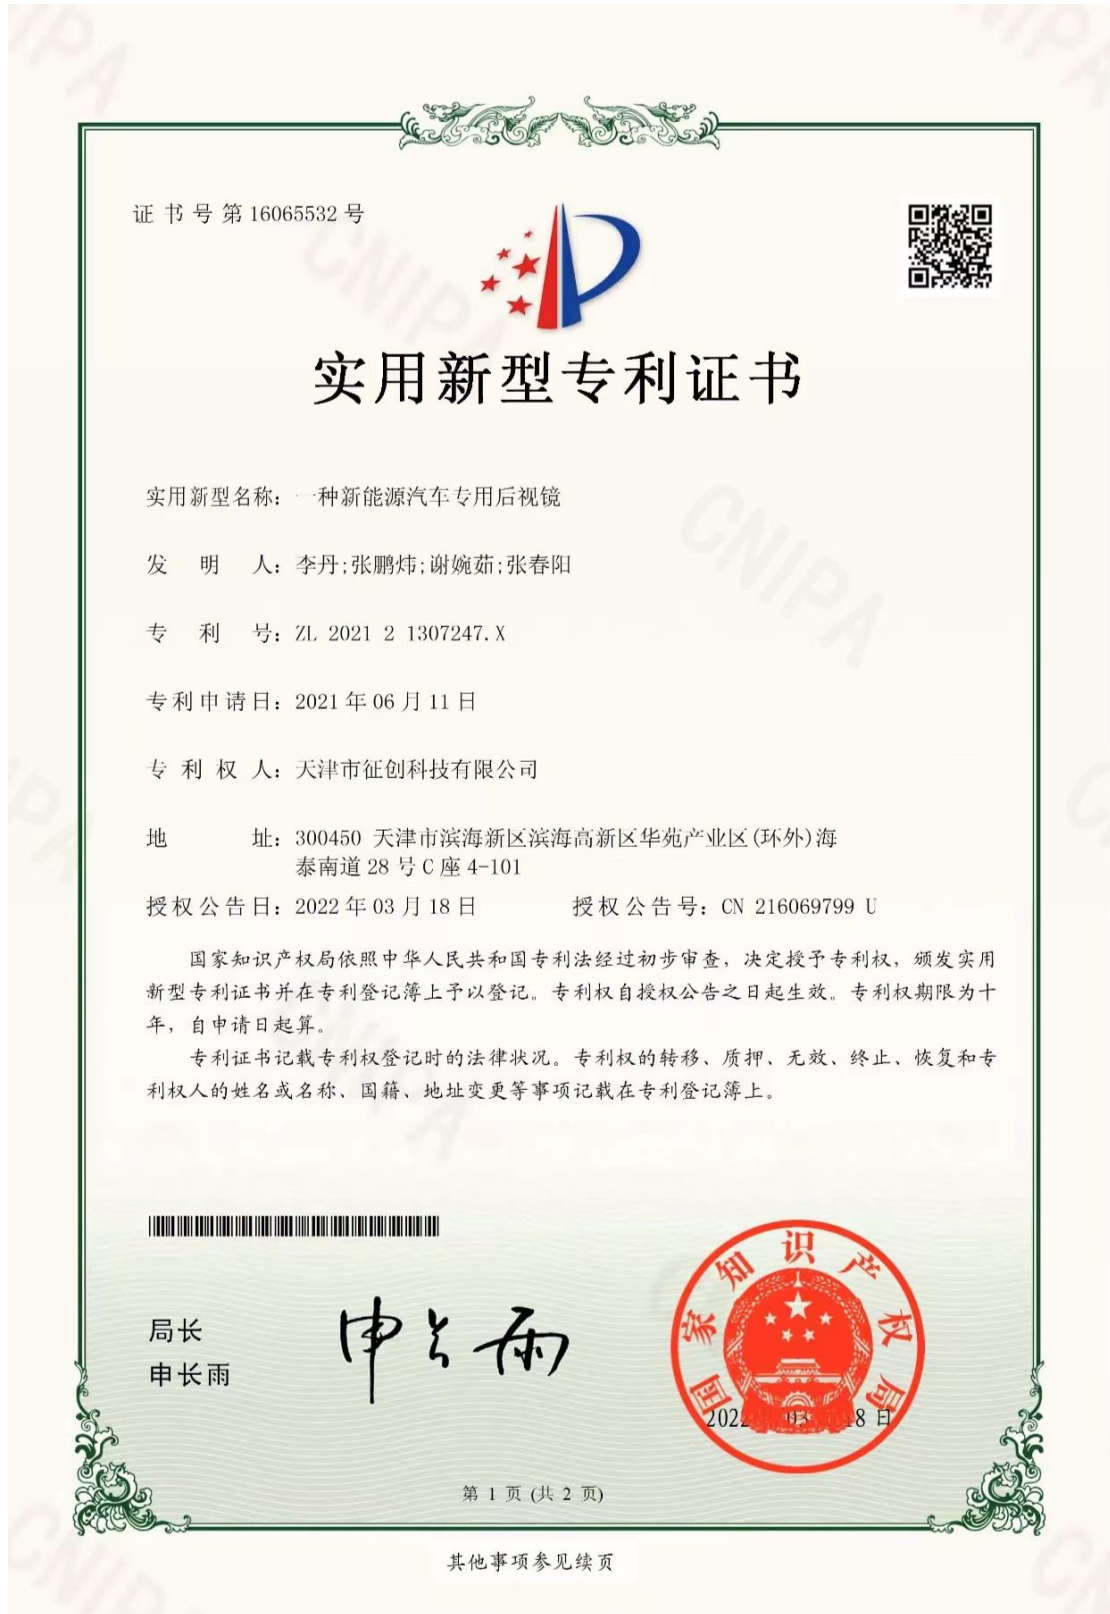 证书号第16065532号
实用新型专利证书
实用新型名称：一种新能源汽车专用后视镜
发明人：李丹;张鹏炜;谢婉茹;张春阳
专利号：ZL 2021 2 1307247.X
专利申请日：2021年06月11日
专利权人：天津市征创科技有限公司
地址：300450 天津市滨海新区滨海高新区华苑产业区(环外)海
泰南道28号C座4-101
授权公告日：2022年03月18日 授权公告号：CN 216069799 U
国家知识产权局依照中华人民共和国专利法经过初步审查，决定授予专利权，颁发实用
新型专利证书并在专利登记簿上予以登记。专利权自授权公告之日起生效。专利权期限为十
年，自申请日起算。
专利证书记载专利权登记时的法律状况。专利权的转移、质押、无效、终止、恢复和专
利权人的姓名或名称、国籍、地址变更等事项记载在专利登记簿上。
局长
申长雨
申长雨
国家知识产权局
2022年03月18日
第 1 页 (共 2 页)
其他事项参见续页
CNIPA